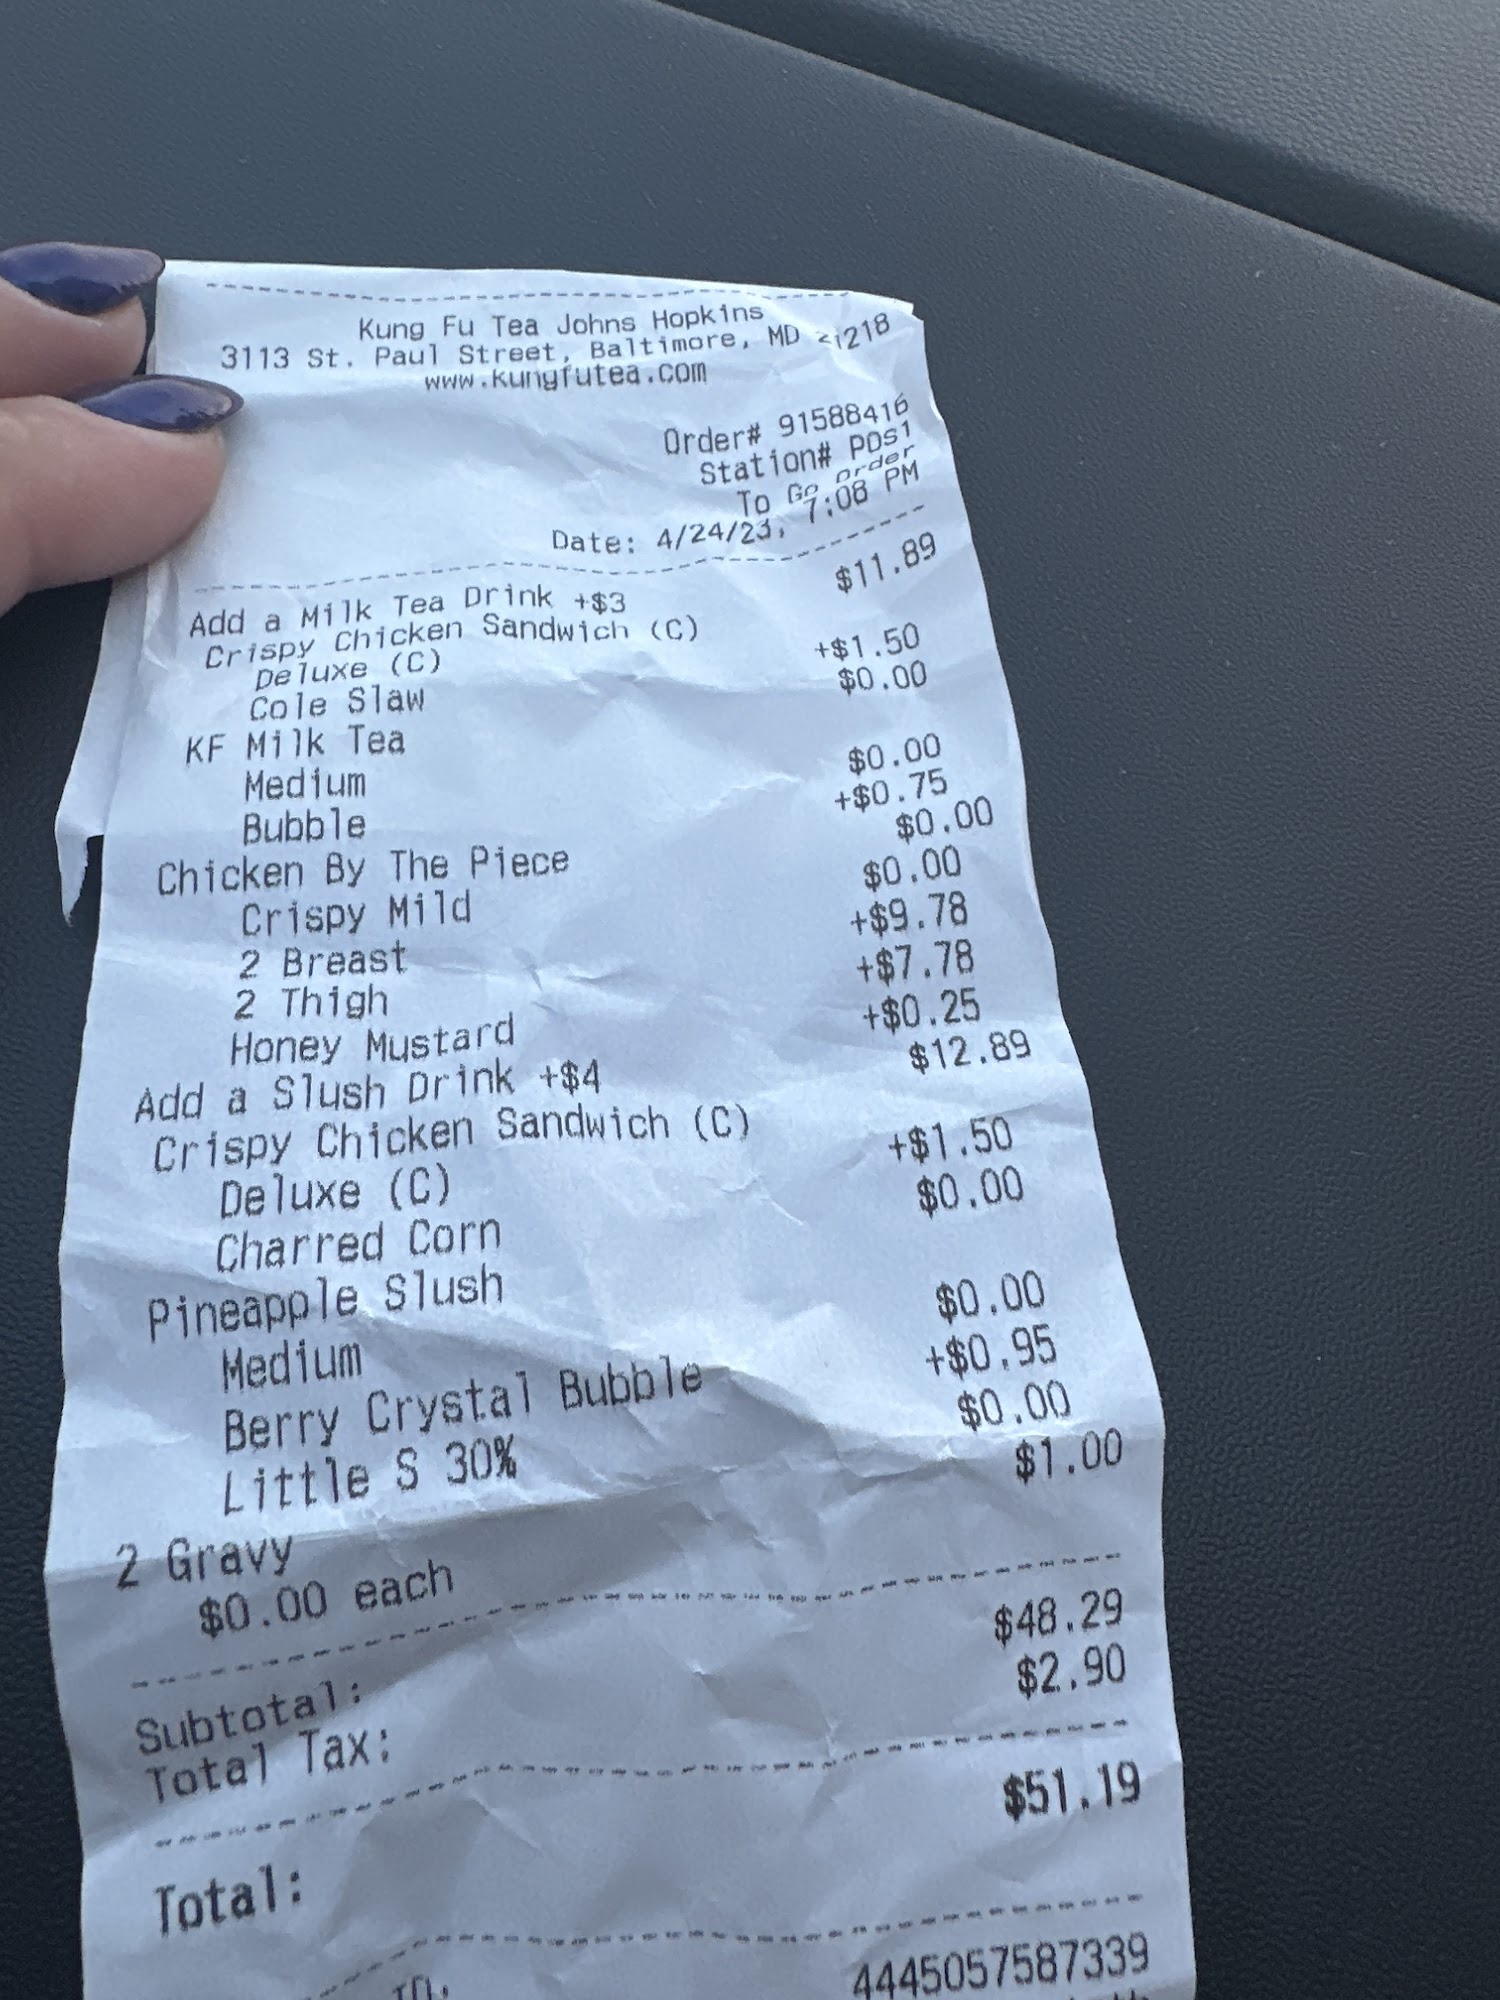 Kung Fu Tea Johns Hopkins
3113 St. Paul Street, Baltimore, MD 21218
www.kungfutea.com
Order# 91588416
Station# POS1
To Go Order
Date: 4/24/23, 7:08 PM
Add a Milk Tea Drink +$3 $11.89
Crispy Chicken Sandwich (C)
Deluxe (C) +$1.50
Cole Slaw $0.00
KF Milk Tea
Medium $0.00
Bubble +$0.75
Chicken By The Piece $0.00
Crispy Mild $0.00
2 Breast +$9.78
2 Thigh +$7.78
Honey Mustard +$0.25
Add a Slush Drink +$4 $12.89
Crispy Chicken Sandwich (C)
Deluxe (C) +$1.50
Charred Corn $0.00
Pineapple Slush
Medium $0.00
Berry Crystal Bubble +$0.95
Little S 30% $0.00
2 Gravy $1.00
$0.00 each
Subtotal: $48.29
Total Tax: $2.90
Total: $51.19
4445057587339